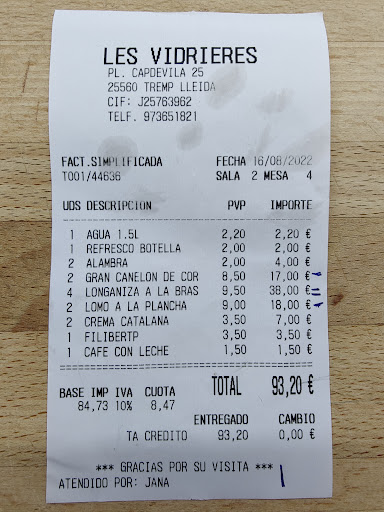 LES VIDRIERES
PL. CAPDEVILA 25
25560 TREMP LLEIDA
CIF: J25763962
TELF. 973651821
FACT.SIMPLIFICADA FECHA 16/08/2022
T001/44636 SALA 2 MESA 4
UDS DESCRIPCION PVP IMPORTE
1 AGUA 1.5L 2,20 2,20 €
1 REFRESCO BOTELLA 2,00 2,00 €
2 ALAMBRA 2,00 4,00 €
2 GRAN CANELON DE COR 8,50 17,00 €
4 LONGANIZA A LA BRAS 9,50 38,00 €
2 LOMO A LA PLANCHA 9,00 18,00 €
2 CREMA CATALANA 3,50 7,00 €
1 FILIBERTP 3,50 3,50 €
1 CAFE CON LECHE 1,50 1,50 €
BASE IMP IVA CUOTA TOTAL 93,20 €
84,73 10% 8,47
ENTREGADO CAMBIO
TA CREDITO 93,20 0,00 €
*** GRACIAS POR SU VISITA ***
ATENDIDO POR: JANA